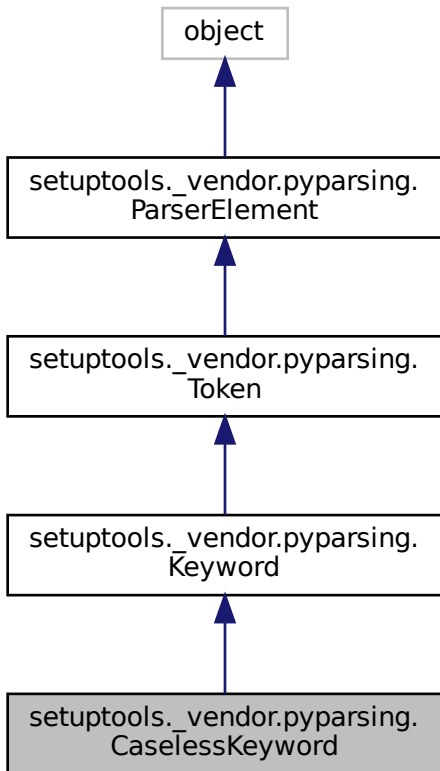 object
setuptools._vendor.pyparsing.
ParserElement
setuptools._vendor.pyparsing.
Token
setuptools._vendor.pyparsing.
Keyword
setuptools._vendor.pyparsing.
CaselessKeyword